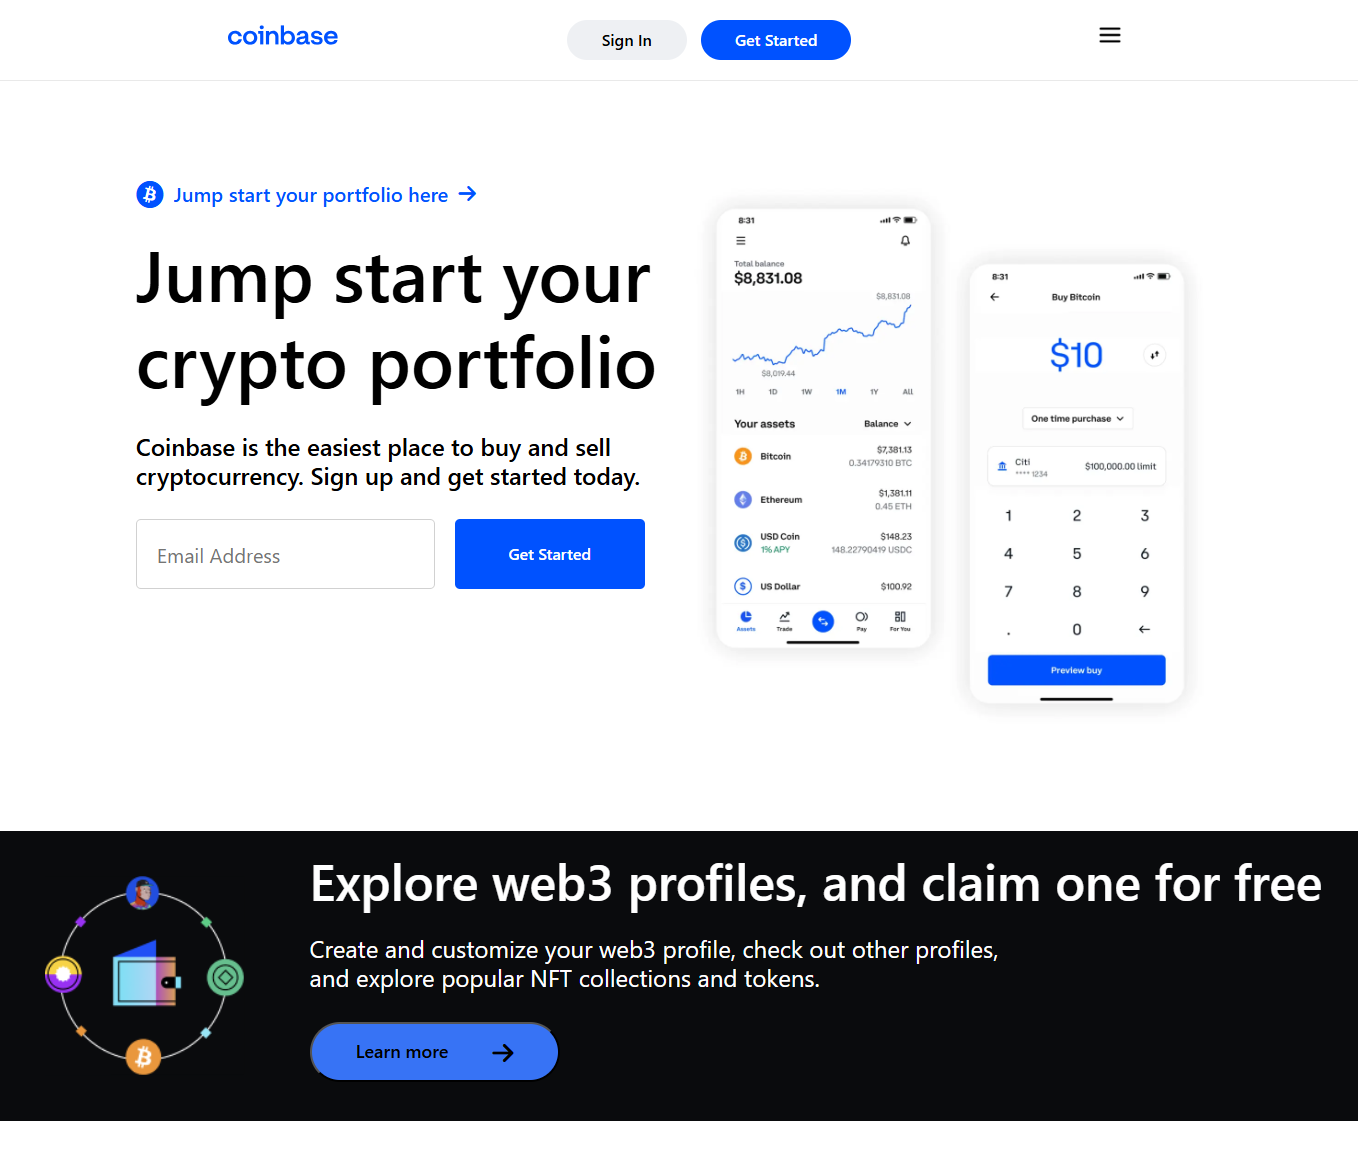 coinbase
Sign In
Get Started
Jump start your portfolio here
Jump start your
crypto portfolio
Coinbase is the easiest place to buy and sell
cryptocurrency. Sign up and get started today.
Email Address
Get Started
8:31
Total balance
$8,831.08
$8,831.08
$8,019.44
1H 1D 1W 1M 1Y All
Your assets Balance
Bitcoin $7,381.13
0.34179310 BTC
Ethereum $1,381.11
0.45 ETH
USD Coin $148.23
1% APY 148.22790419 USDC
US Dollar $100.92
Assets Trade Pay For You
8:31
Buy Bitcoin
$10
One time purchase
Citi $100,000.00 limit
**** 1234
1 2 3
4 5 6
7 8 9
. 0
Preview buy
Explore web3 profiles, and claim one for free
Create and customize your web3 profile, check out other profiles,
and explore popular NFT collections and tokens.
Learn more